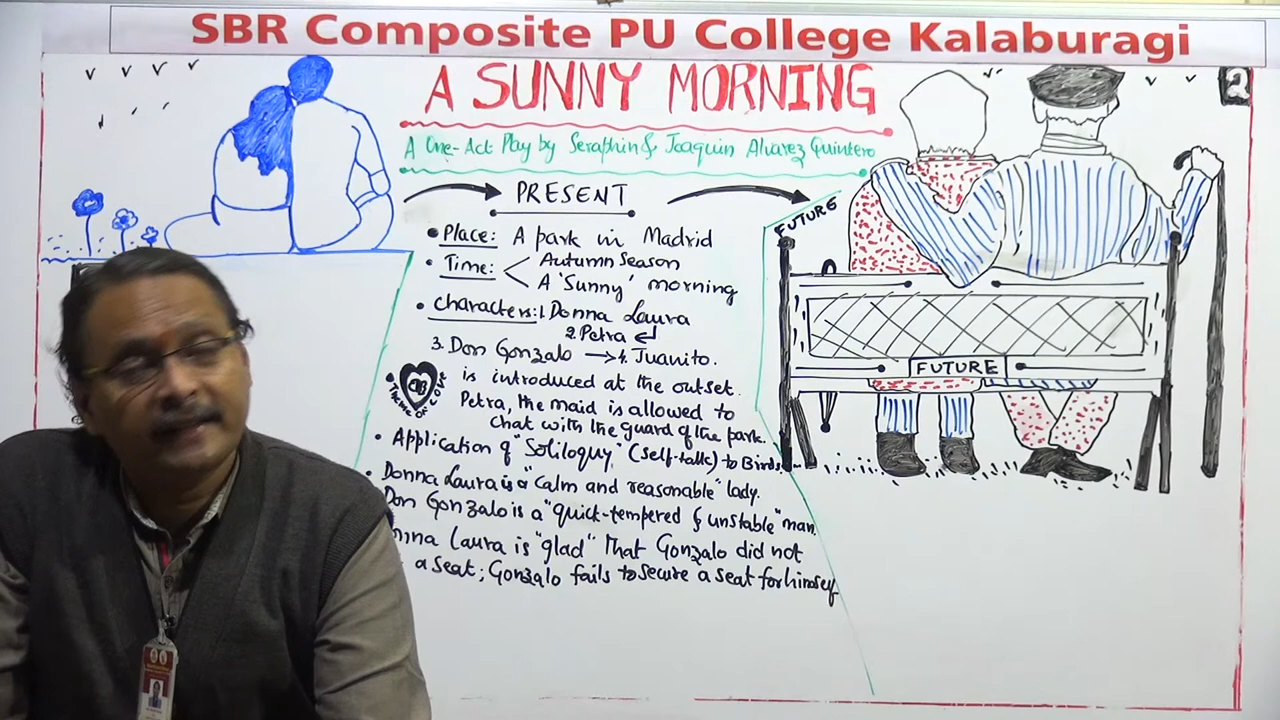 SBR Composite PU College Kalaburagi
2
A SUNNY MORNING
A One-Act Play by Seraphin & Joaquin Alvarez Quintero
PRESENT
FUTURE
• Place: A park in Madrid
• Time: Autumn Season
A 'Sunny' morning
• Characters: 1. Donna Laura
2. Petra
3. Don Gonzalo → 4. Juanito.
THEME OF LOVE
is introduced at the outset.
Petra, the maid is allowed to
chat with the guard of the park.
• Application of "Soliloquy" (Self-talk) to Birds
• Donna Laura is a "calm and reasonable" lady.
Don Gonzalo is a "quick-tempered & unstable" man.
nna Laura is "glad" that Gonzalo did not
a seat; Gonzalo fails to secure a seat for himself
FUTURE